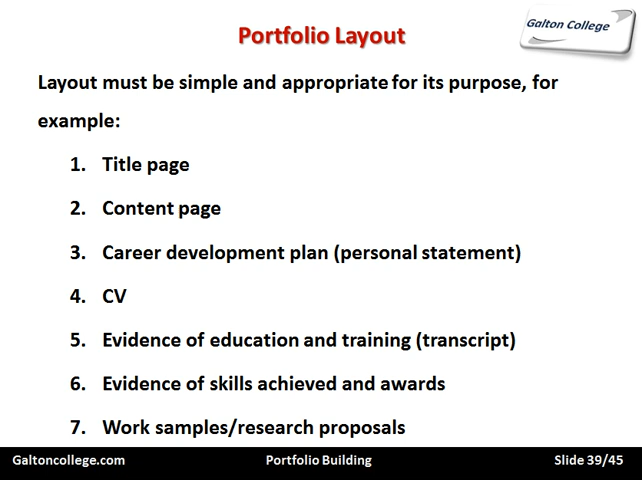 Portfolio Layout
Galton College
Layout must be simple and appropriate for its purpose, for
example:
1. Title page
2. Content page
3. Career development plan (personal statement)
4. CV
5. Evidence of education and training (transcript)
6. Evidence of skills achieved and awards
7. Work samples/research proposals
Galtoncollege.com Portfolio Building Slide 39/45